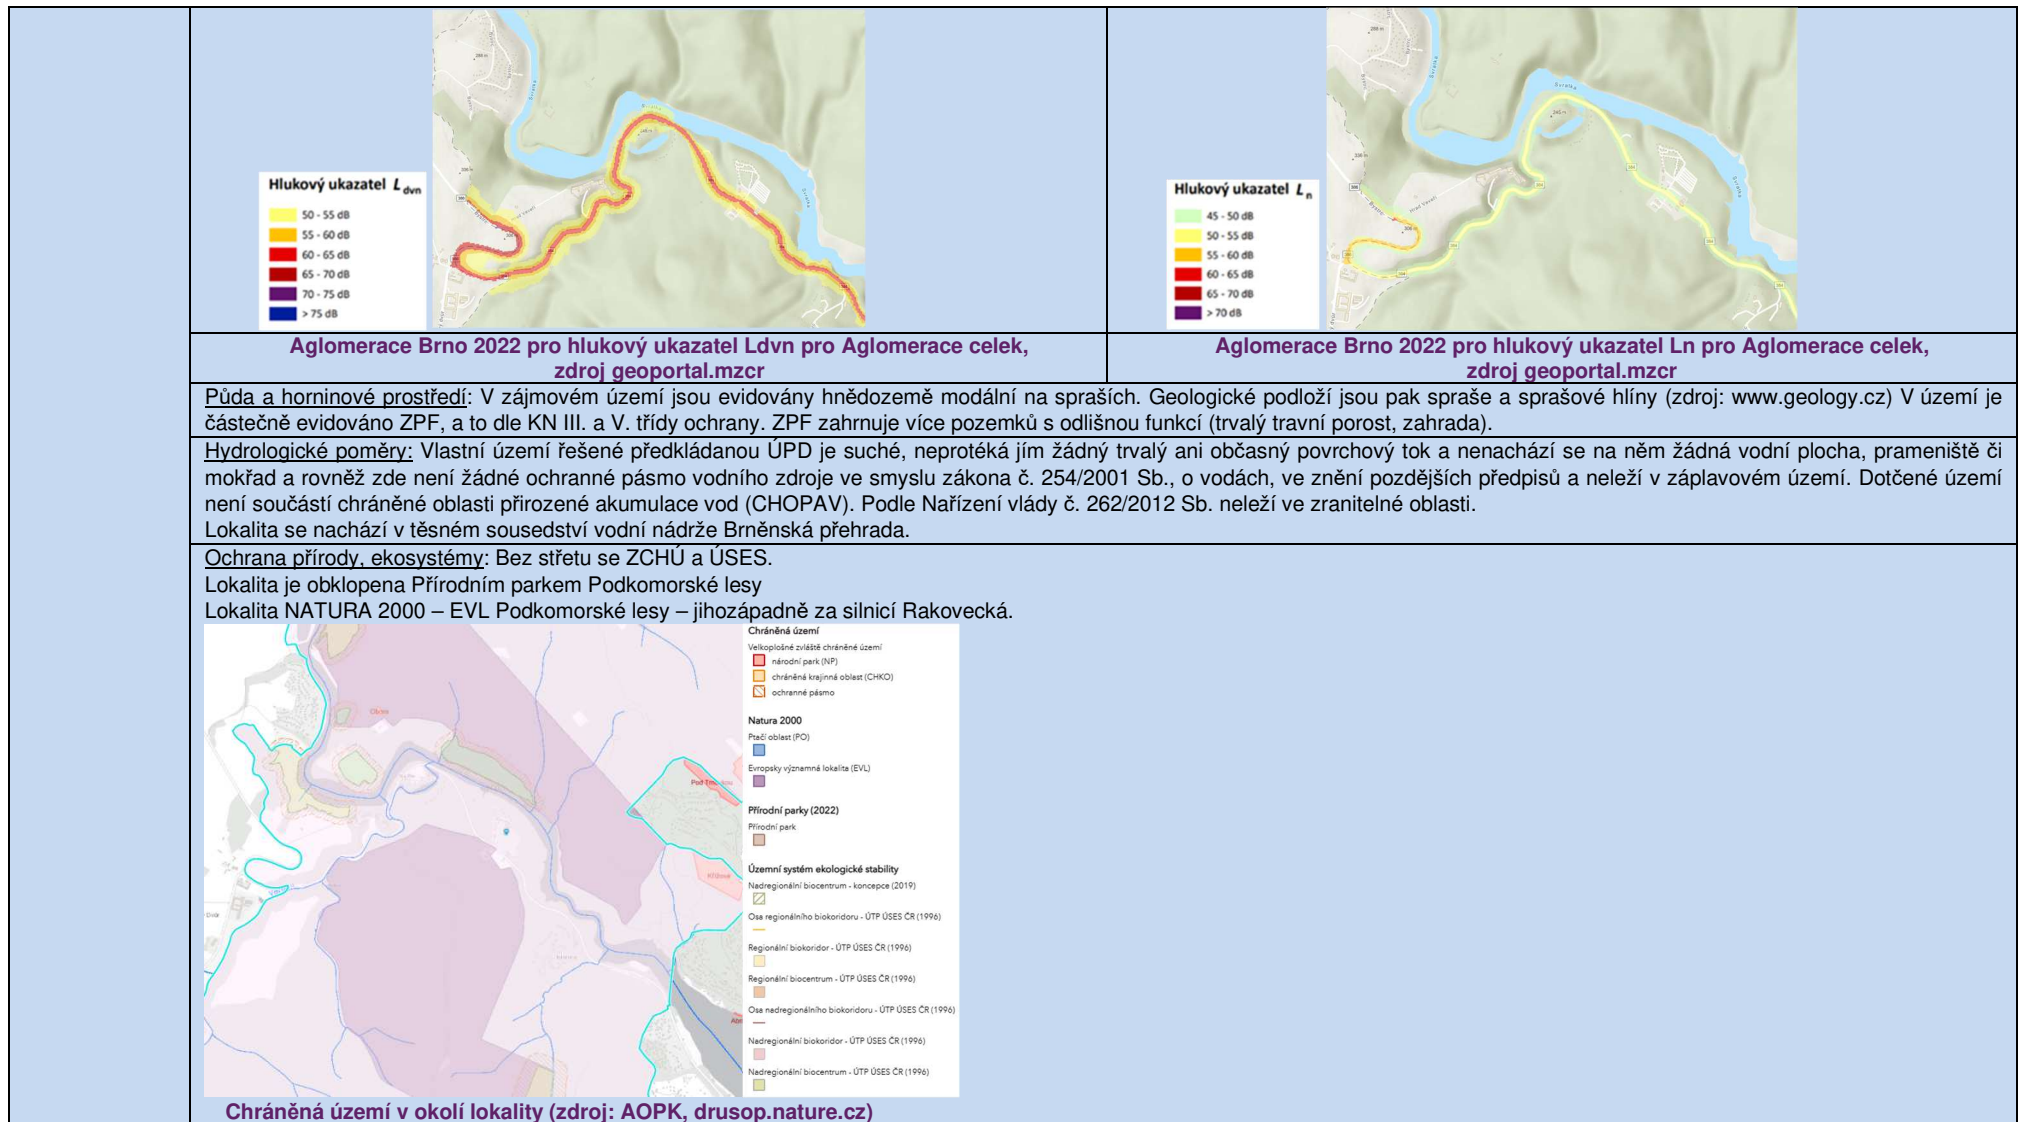 Hlukový ukazatel L dvn
50 - 55 dB
55 - 60 dB
60 - 65 dB
65 - 70 dB
70 - 75 dB
> 75 dB
Svratka
Hrad Veveří
Hlukový ukazatel L n
45 - 50 dB
50 - 55 dB
55 - 60 dB
60 - 65 dB
65 - 70 dB
> 70 dB
Svratka
Hrad Veveří
Aglomerace Brno 2022 pro hlukový ukazatel Ldvn pro Aglomerace celek,
zdroj geoportal.mzcr
Aglomerace Brno 2022 pro hlukový ukazatel Ln pro Aglomerace celek,
zdroj geoportal.mzcr
Půda a horninové prostředí: V zájmovém území jsou evidovány hnědozemě modální na spraších. Geologické podloží jsou pak spraše a sprašové hlíny (zdroj: www.geology.cz) V území je
částečně evidováno ZPF, a to dle KN III. a V. třídy ochrany. ZPF zahrnuje více pozemků s odlišnou funkcí (trvalý travní porost, zahrada).
Hydrologické poměry: Vlastní území řešené předkládanou ÚPD je suché, neprotéká jím žádný trvalý ani občasný povrchový tok a nenachází se na něm žádná vodní plocha, prameniště či
mokřad a rovněž zde není žádné ochranné pásmo vodního zdroje ve smyslu zákona č. 254/2001 Sb., o vodách, ve znění pozdějších předpisů a neleží v záplavovém území. Dotčené území
není součástí chráněné oblasti přirozené akumulace vod (CHOPAV). Podle Nařízení vlády č. 262/2012 Sb. neleží ve zranitelné oblasti.
Lokalita se nachází v těsném sousedství vodní nádrže Brněnská přehrada.
Ochrana přírody, ekosystémy: Bez střetu se ZCHÚ a ÚSES.
Lokalita je obklopena Přírodním parkem Podkomorské lesy
Lokalita NATURA 2000 – EVL Podkomorské lesy – jihozápadně za silnicí Rakovecká.
Chráněná území
Velkoplošné zvláště chráněné území
národní park (NP)
chráněná krajinná oblast (CHKO)
ochranné pásmo
Natura 2000
Ptačí oblast (PO)
Evropsky významná lokalita (EVL)
Přírodní parky (2022)
Přírodní park
Územní systém ekologické stability
Nadregionální biocentrum - koncepce (2019)
Osa regionálního biokoridoru - ÚTP ÚSES ČR (1996)
Regionální biokoridor - ÚTP ÚSES ČR (1996)
Regionální biocentrum - ÚTP ÚSES ČR (1996)
Osa nadregionálního biokoridoru - ÚTP ÚSES ČR (1996)
Nadregionální biokoridor - ÚTP ÚSES ČR (1996)
Nadregionální biocentrum - ÚTP ÚSES ČR (1996)
Chráněná území v okolí lokality (zdroj: AOPK, drusop.nature.cz)